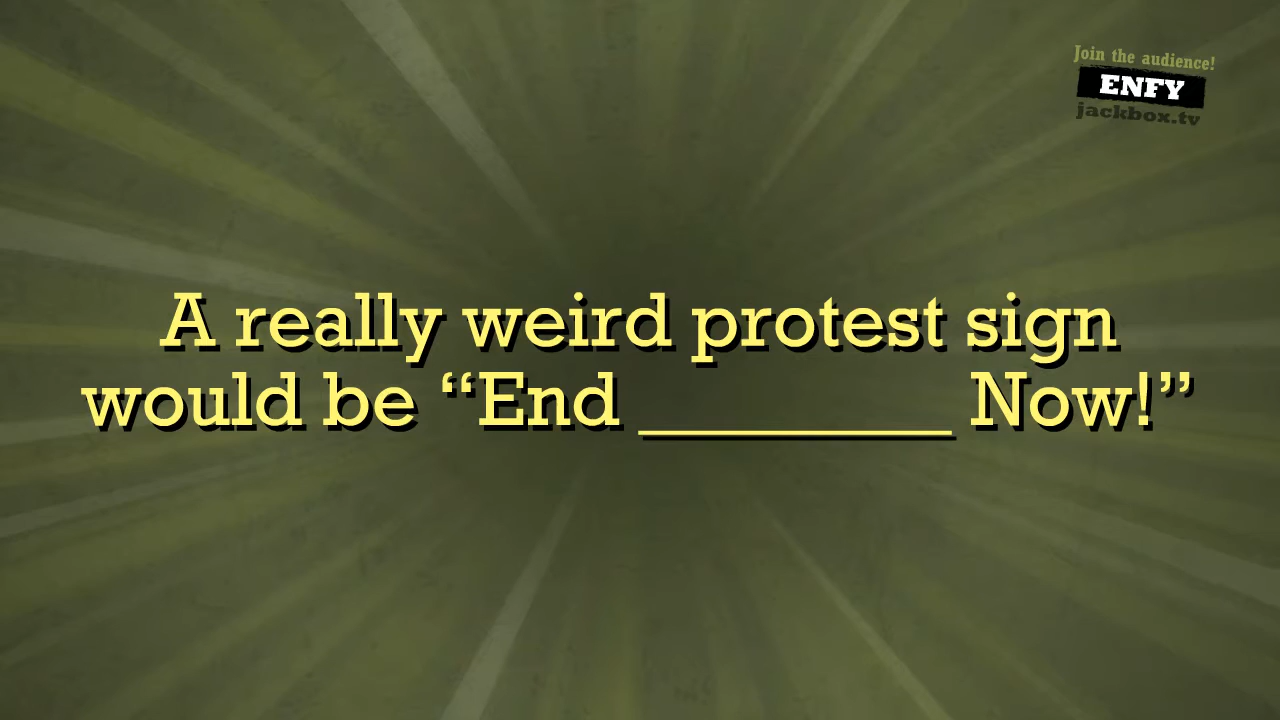 Join the audience!
ENFY
jackbox.tv
A really weird protest sign
would be “End ________ Now!”